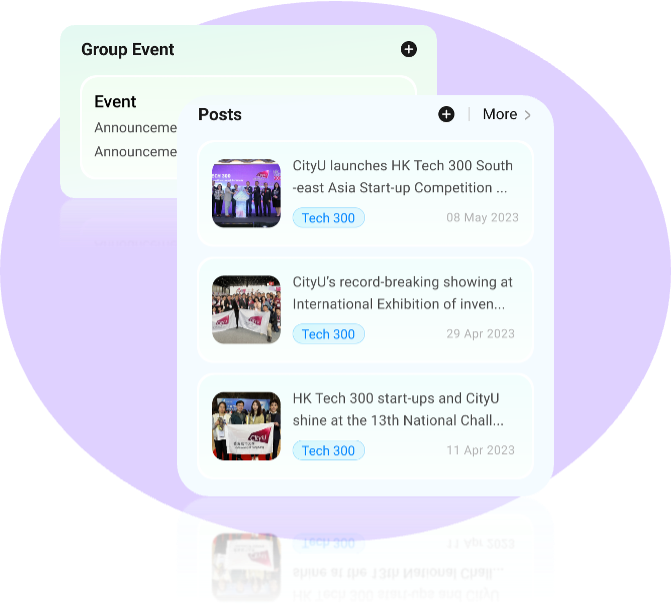 Group Event
Event
Announceme
Announceme
Posts
More
CityU launches HK Tech 300 South
-east Asia Start-up Competition ...
Tech 300
08 May 2023
CityU's record-breaking showing at
International Exhibition of inven...
Tech 300
29 Apr 2023
HK Tech 300 start-ups and CityU
shine at the 13th National Chall...
CityU
Tech 300
11 Apr 2023